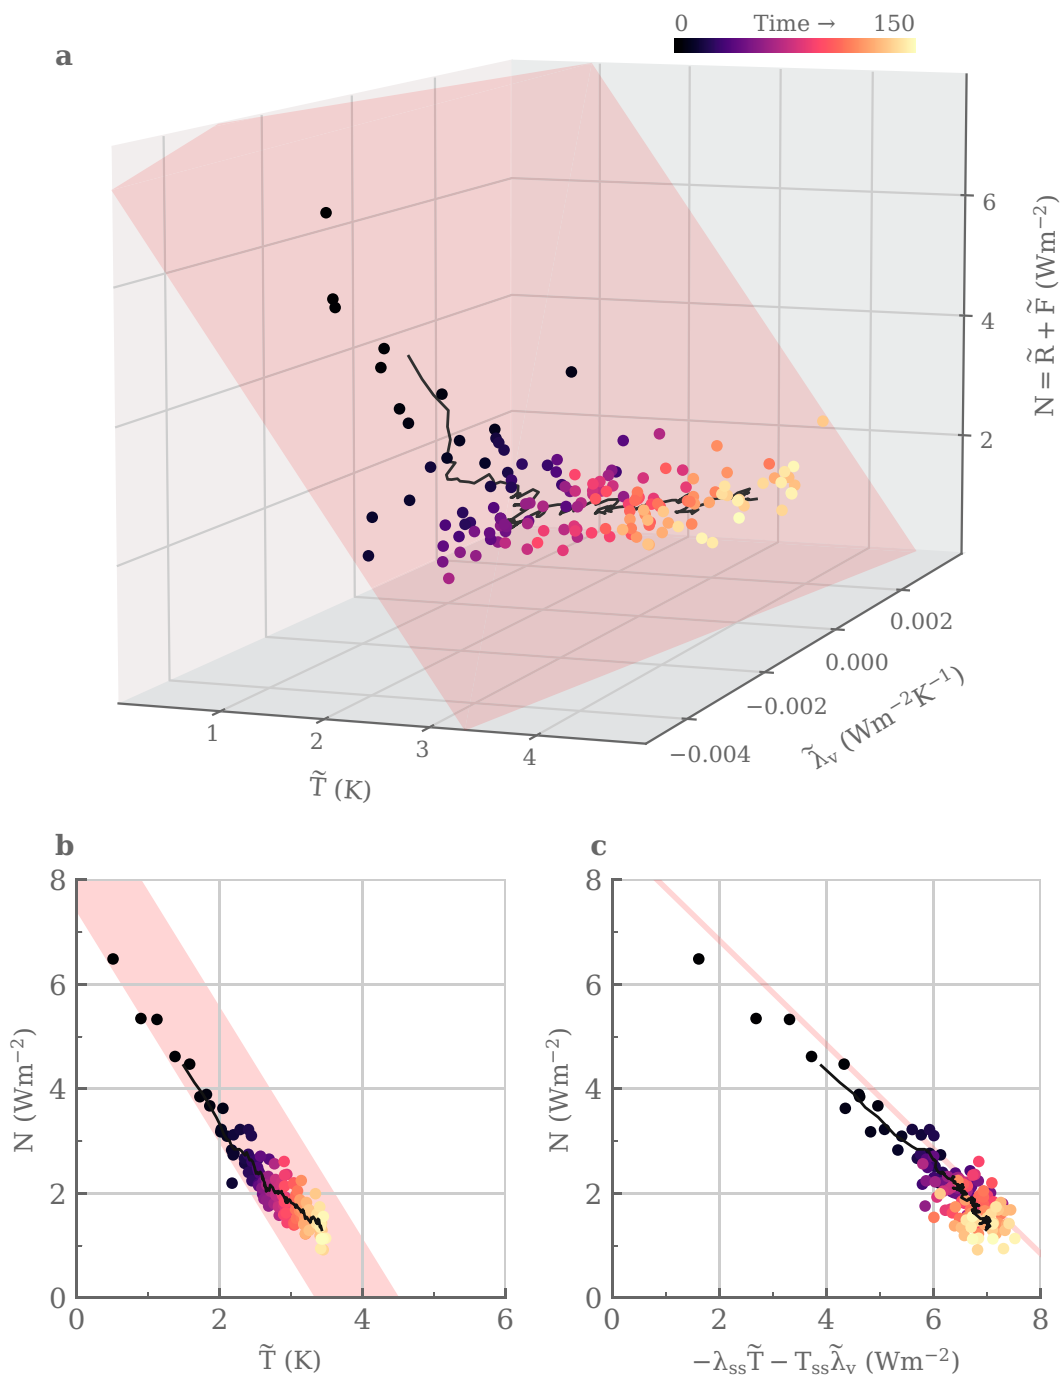 0 Time → 150
a
6
4
2
N = R̃ + F̃ (Wm⁻²)
0.002
0.000
−0.002
−0.004
λ̃ᵥ (Wm⁻²K⁻¹)
1
2
3
4
T̃ (K)
b
8
6
4
2
0
N (Wm⁻²)
0 2 4 6
T̃ (K)
c
8
6
4
2
0
N (Wm⁻²)
0 2 4 6 8
−λₛₛT̃ − Tₛₛλ̃ᵥ (Wm⁻²)